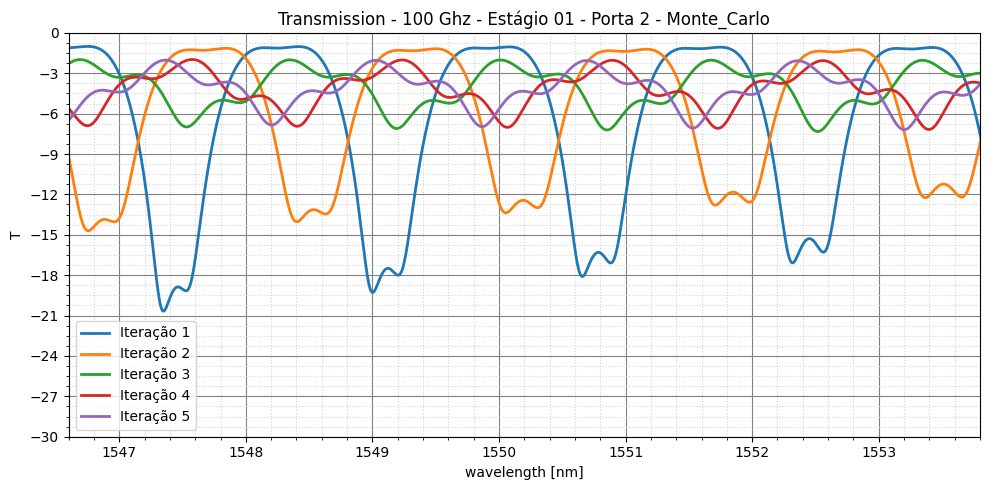 Transmission - 100 Ghz - Estágio 01 - Porta 2 - Monte_Carlo
0
−3
−6
−9
−12
−15
−18
−21
−24
−27
−30
T
Iteração 1
Iteração 2
Iteração 3
Iteração 4
Iteração 5
1547 1548 1549 1550 1551 1552 1553
wavelength [nm]